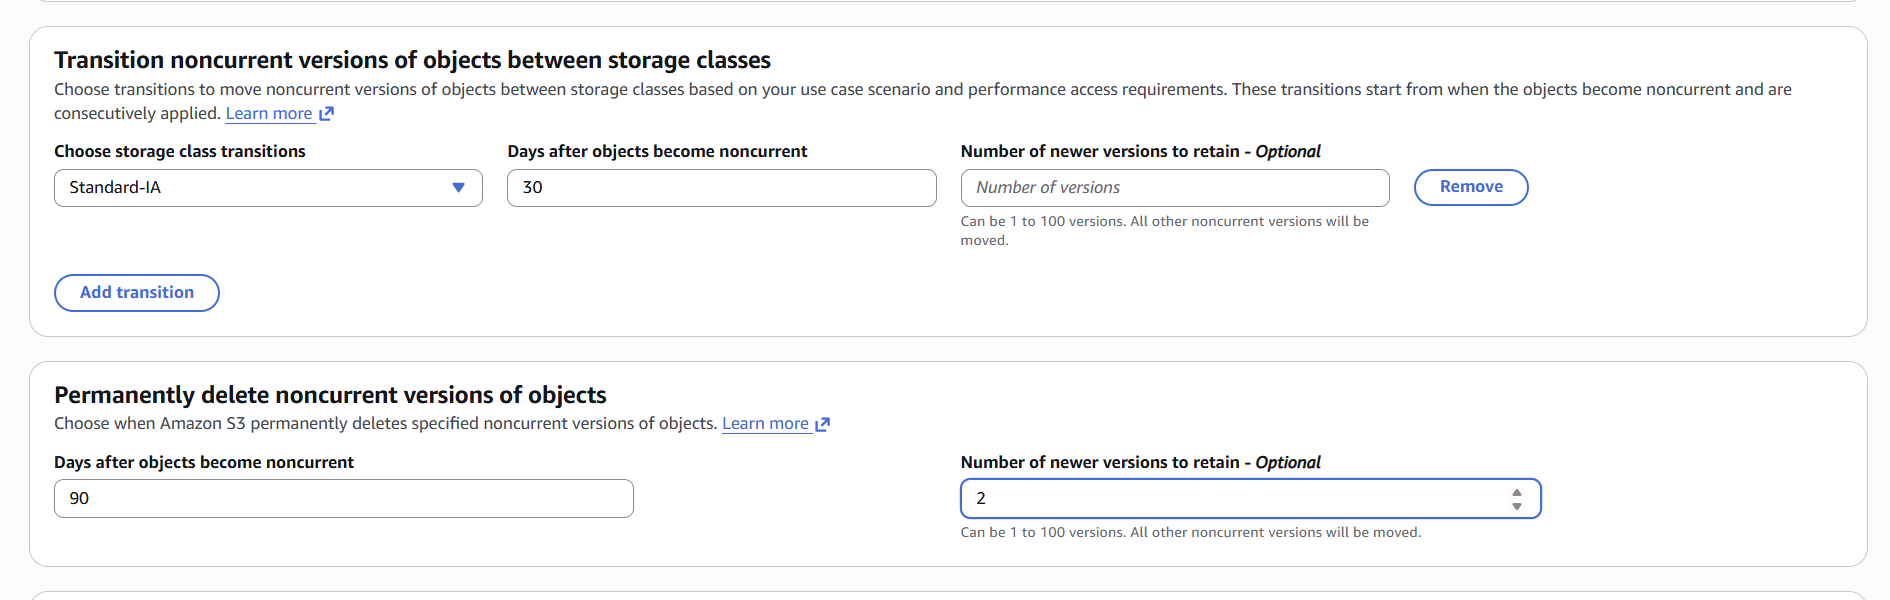 Transition noncurrent versions of objects between storage classes
Choose transitions to move noncurrent versions of objects between storage classes based on your use case scenario and performance access requirements. These transitions start from when the objects become noncurrent and are
consecutively applied. Learn more
Choose storage class transitions
Days after objects become noncurrent
Number of newer versions to retain - Optional
Standard-IA
30
Number of versions
Remove
Can be 1 to 100 versions. All other noncurrent versions will be
moved.
Add transition
Permanently delete noncurrent versions of objects
Choose when Amazon S3 permanently deletes specified noncurrent versions of objects. Learn more
Days after objects become noncurrent
Number of newer versions to retain - Optional
90
2
Can be 1 to 100 versions. All other noncurrent versions will be moved.